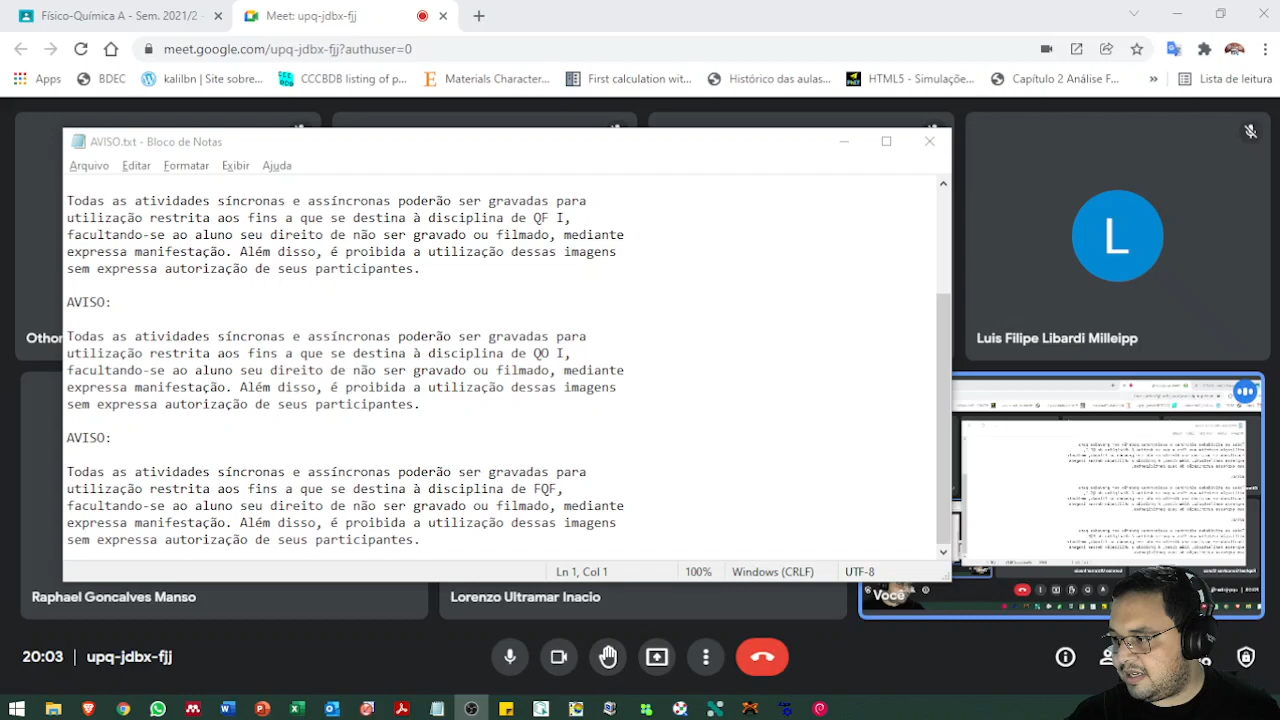 Físico-Química A - Sem. 2021/2
Meet: upq-jdbx-fjj
meet.google.com/upq-jdbx-fjj?authuser=0
Apps
BDEC
kalilbn | Site sobre...
CCCBDB listing of p...
Materials Character...
First calculation wit...
Histórico das aulas...
HTML5 - Simulaçõe...
Capítulo 2 Análise F...
»
Lista de leitura
AVISO.txt - Bloco de Notas
Arquivo Editar Formatar Exibir Ajuda
Todas as atividades síncronas e assíncronas poderão ser gravadas para
utilização restrita aos fins a que se destina à disciplina de QF I,
facultando-se ao aluno seu direito de não ser gravado ou filmado, mediante
expressa manifestação. Além disso, é proibida a utilização dessas imagens
sem expressa autorização de seus participantes.
AVISO:
Todas as atividades síncronas e assíncronas poderão ser gravadas para
utilização restrita aos fins a que se destina à disciplina de QO I,
facultando-se ao aluno seu direito de não ser gravado ou filmado, mediante
expressa manifestação. Além disso, é proibida a utilização dessas imagens
sem expressa autorização de seus participantes.
AVISO:
Todas as atividades síncronas e assíncronas poderão ser gravadas para
utilização restrita aos fins a que se destina à disciplina de FQF,
facultando-se ao aluno seu direito de não ser gravado ou filmado, mediante
expressa manifestação. Além disso, é proibida a utilização dessas imagens
sem expressa autorização de seus participantes.
Ln 1, Col 1
100%
Windows (CRLF)
UTF-8
L
Luis Filipe Libardi Milleipp
Othon
Raphael Goncalves Manso
Lorenzo Ultramar Inacio
Você
20:03 | upq-jdbx-fjj